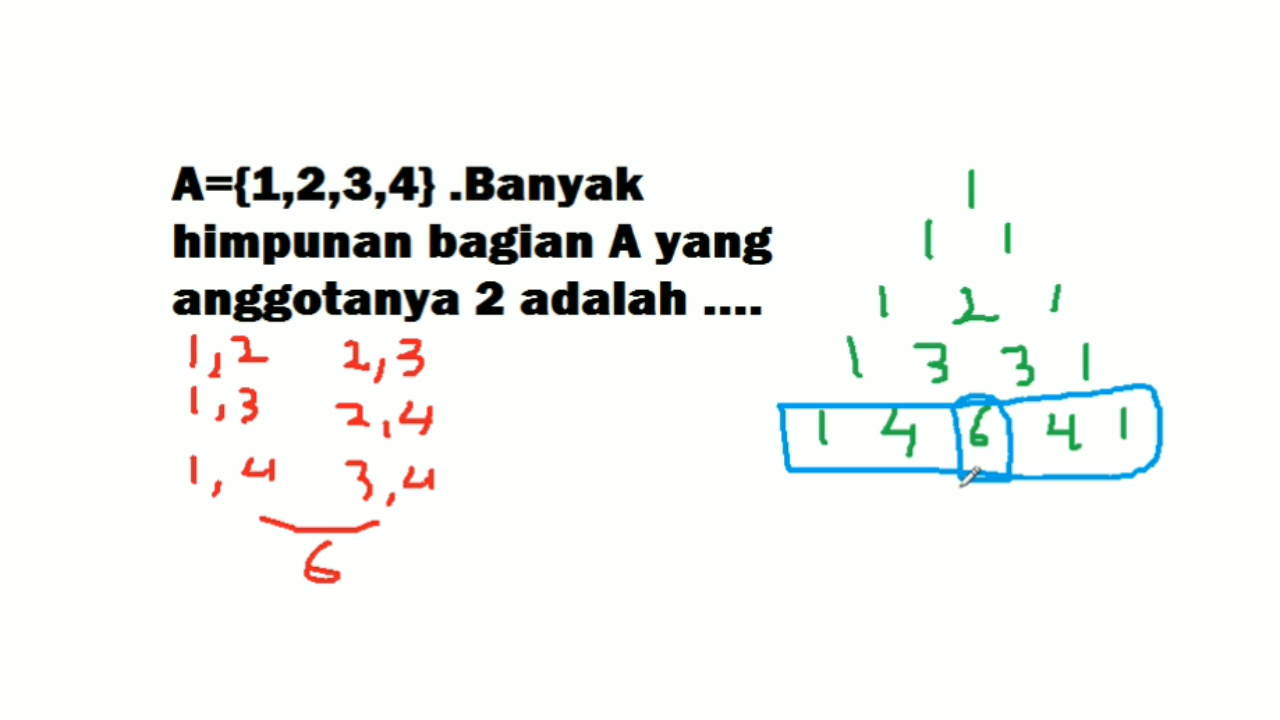 A={1,2,3,4} .Banyak
himpunan bagian A yang
anggotanya 2 adalah ....
1,2 2,3
1,3 2,4
1,4 3,4
6
1
1 1
1 2 1
1 3 3 1
1 4 6 4 1